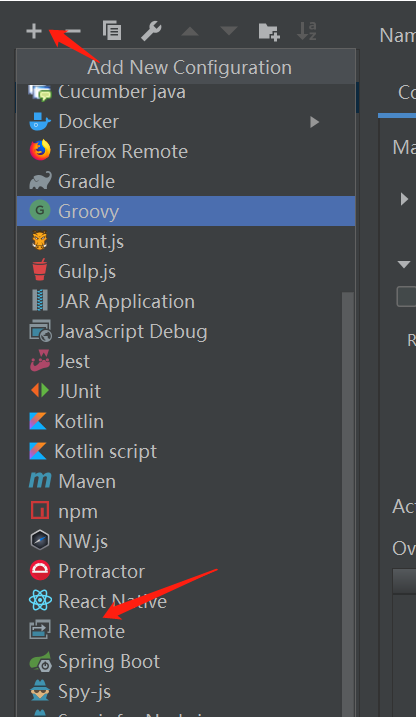 Nam
Add New Configuration
Cucumber java
Co
Docker
Ma
Firefox Remote
Gradle
Groovy
Grunt.js
Gulp.js
JAR Application
JavaScript Debug
R
Jest
JUnit
Kotlin
Kotlin script
Maven
npm
Act
NW.js
Ov
Protractor
React Native
Remote
Spring Boot
Spy-js